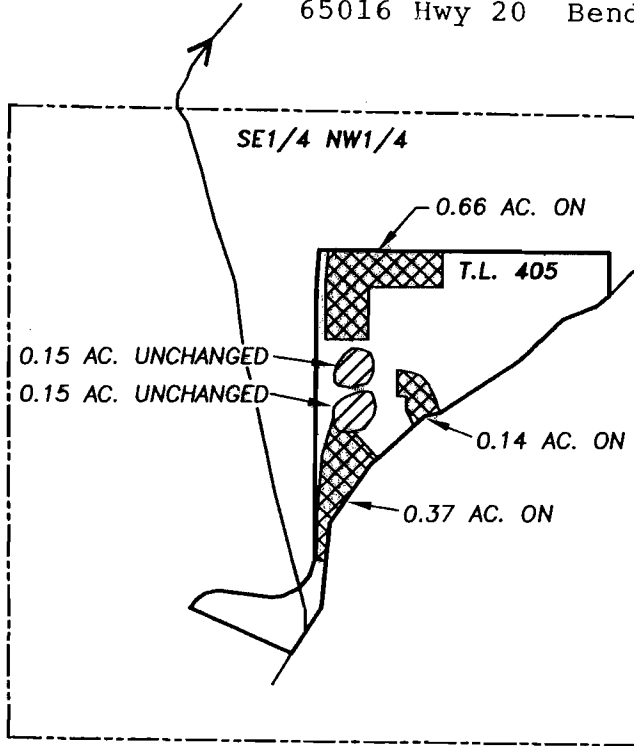 65016 Hwy 20 Bend
SE1/4 NW1/4
0.66 AC. ON
T.L. 405
0.15 AC. UNCHANGED
0.15 AC. UNCHANGED
0.14 AC. ON
0.37 AC. ON